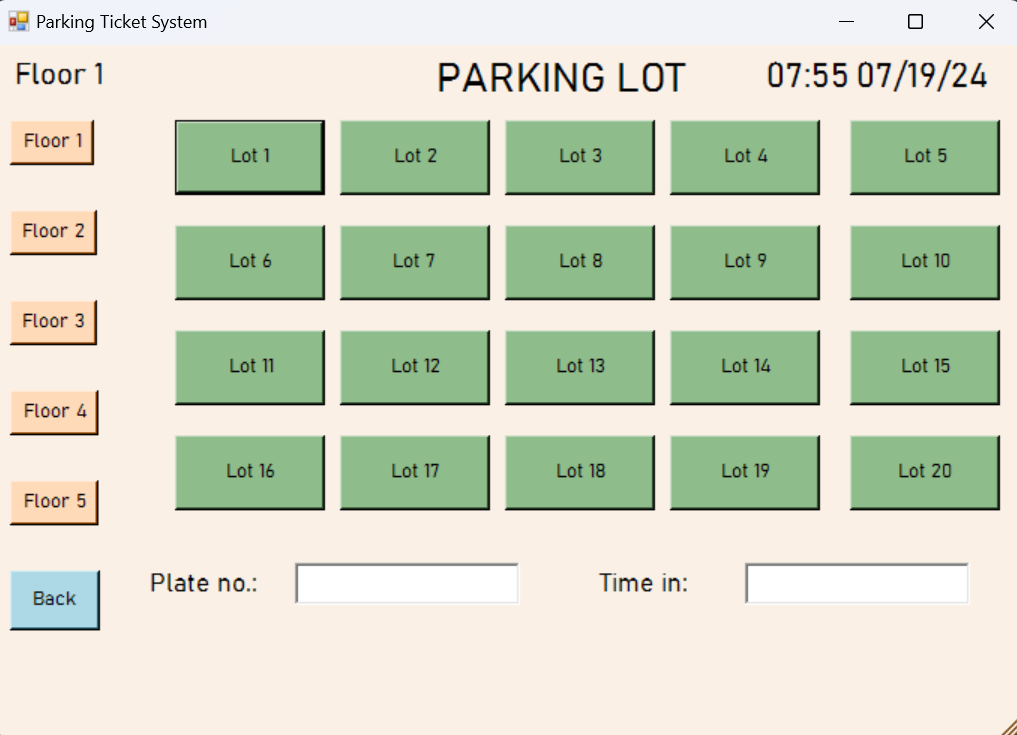 Parking Ticket System
Floor 1 PARKING LOT 07:55 07/19/24
Floor 1 Lot 1 Lot 2 Lot 3 Lot 4 Lot 5
Floor 2 Lot 6 Lot 7 Lot 8 Lot 9 Lot 10
Floor 3 Lot 11 Lot 12 Lot 13 Lot 14 Lot 15
Floor 4
Lot 16 Lot 17 Lot 18 Lot 19 Lot 20
Floor 5
Back Plate no.: Time in: